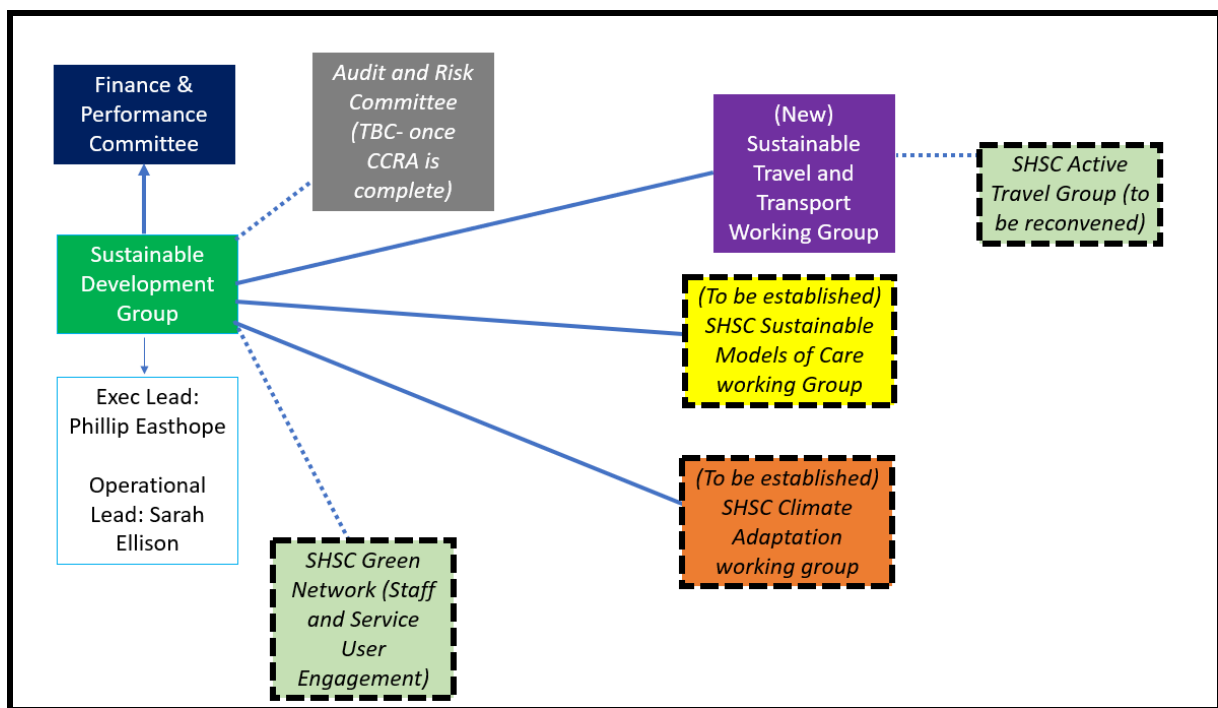 Finance &
Performance
Committee
Audit and Risk
Committee
(TBC- once
CCRA is
complete)
(New)
Sustainable
Travel and
Transport
Working Group
SHSC Active
Travel Group (to
be reconvened)
Sustainable
Development
Group
(To be established)
SHSC Sustainable
Models of Care
working Group
Exec Lead:
Phillip Easthope
Operational
Lead: Sarah
Ellison
(To be established)
SHSC Climate
Adaptation
working group
SHSC Green
Network (Staff
and Service
User
Engagement)